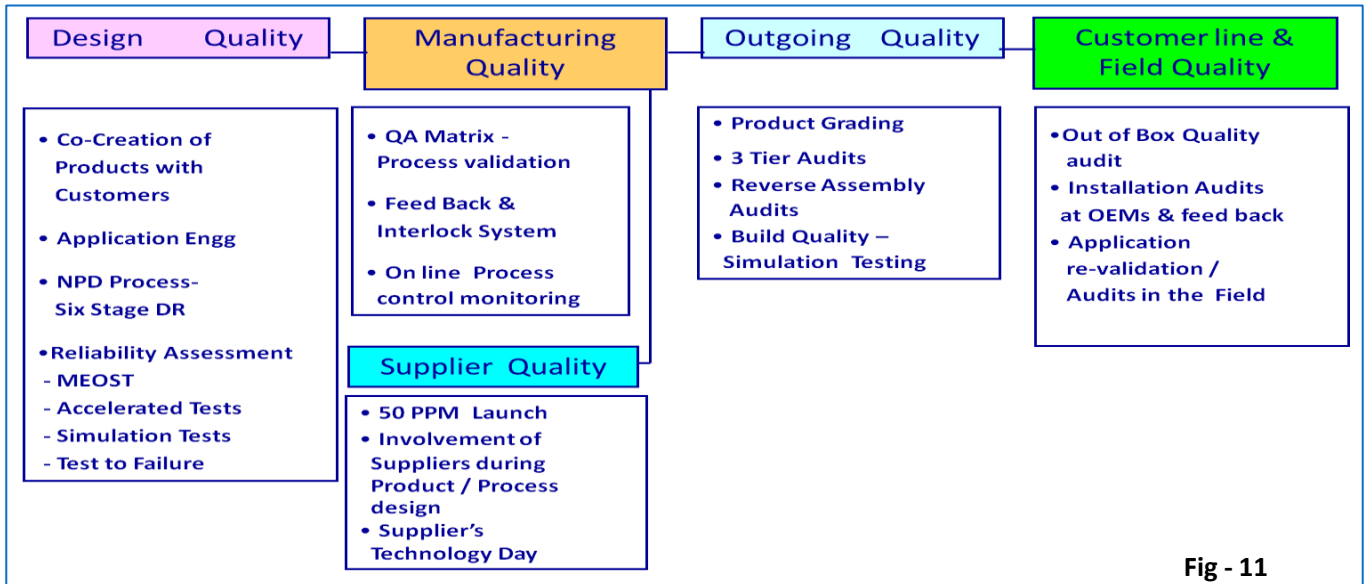 Design Quality
Manufacturing
Quality
Outgoing Quality
Customer line &
Field Quality
• Co-Creation of
Products with
Customers
• Application Engg
• NPD Process-
Six Stage DR
•Reliability Assessment
- MEOST
- Accelerated Tests
- Simulation Tests
- Test to Failure
• QA Matrix -
Process validation
• Feed Back &
Interlock System
• On line Process
control monitoring
Supplier Quality
• 50 PPM Launch
• Involvement of
Suppliers during
Product / Process
design
• Supplier's
Technology Day
• Product Grading
• 3 Tier Audits
• Reverse Assembly
Audits
• Build Quality –
Simulation Testing
•Out of Box Quality
audit
• Installation Audits
at OEMs & feed back
• Application
re-validation /
Audits in the Field
Fig - 11